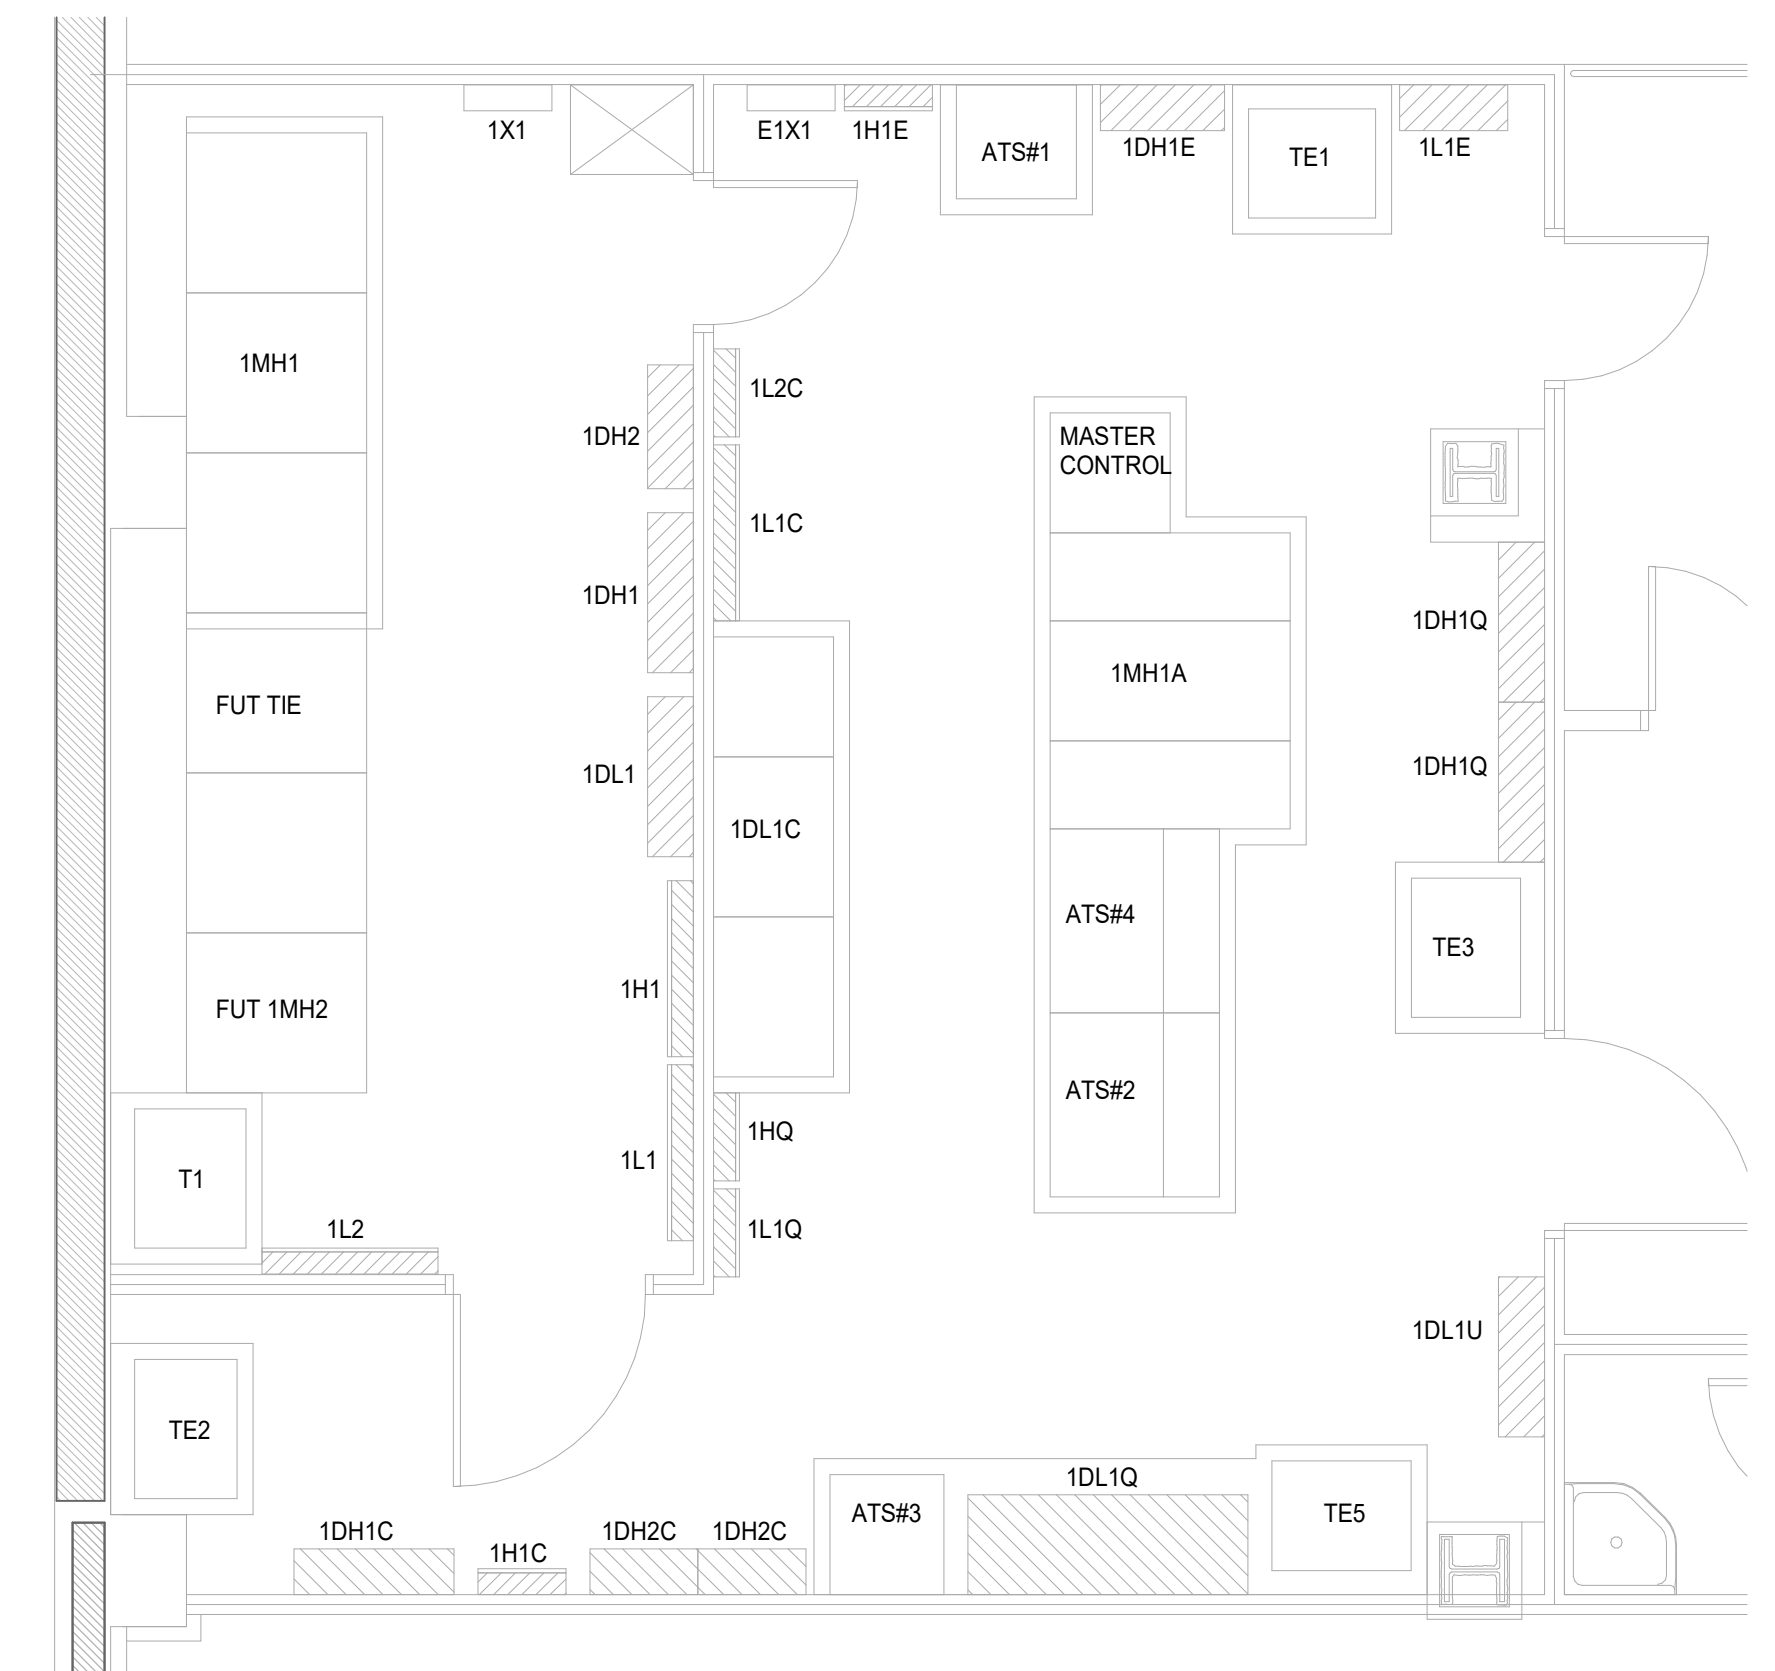 1X1
E1X1
1H1E
ATS#1
1DH1E
TE1
1L1E
1MH1
1DH2
1L2C
MASTER
CONTROL
1L1C
1DH1
1DH1Q
1MH1A
FUT TIE
1DL1
1DH1Q
1DL1C
ATS#4
TE3
1H1
FUT 1MH2
ATS#2
1HQ
1L1
T1
1L2
1L1Q
1DL1U
TE2
1DL1Q
ATS#3
TE5
1DH1C
1H1C
1DH2C
1DH2C